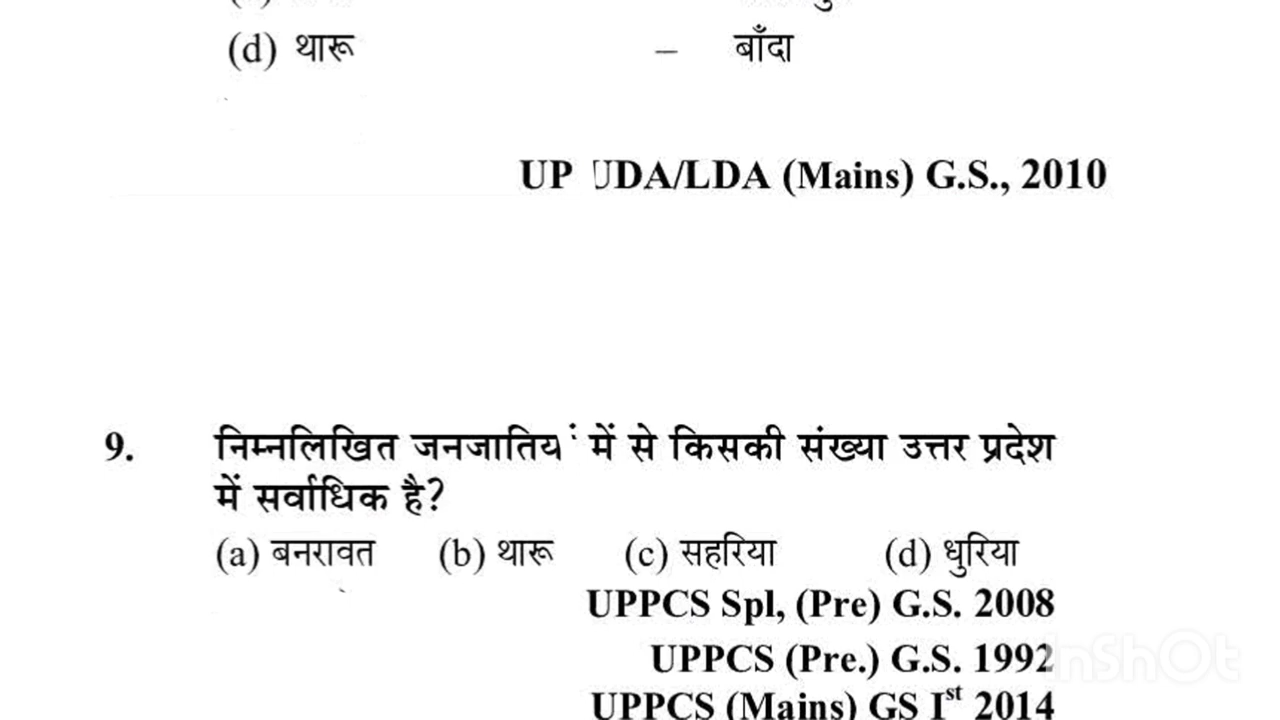 (d) थारू – बाँदा
UP UDA/LDA (Mains) G.S., 2010
9. निम्नलिखित जनजातियों में से किसकी संख्या उत्तर प्रदेश
में सर्वाधिक है?
(a) बनरावत (b) थारू (c) सहरिया (d) धुरिया
UPPCS Spl, (Pre) G.S. 2008
UPPCS (Pre.) G.S. 1992
UPPCS (Mains) GS Ist 2014
InShOt